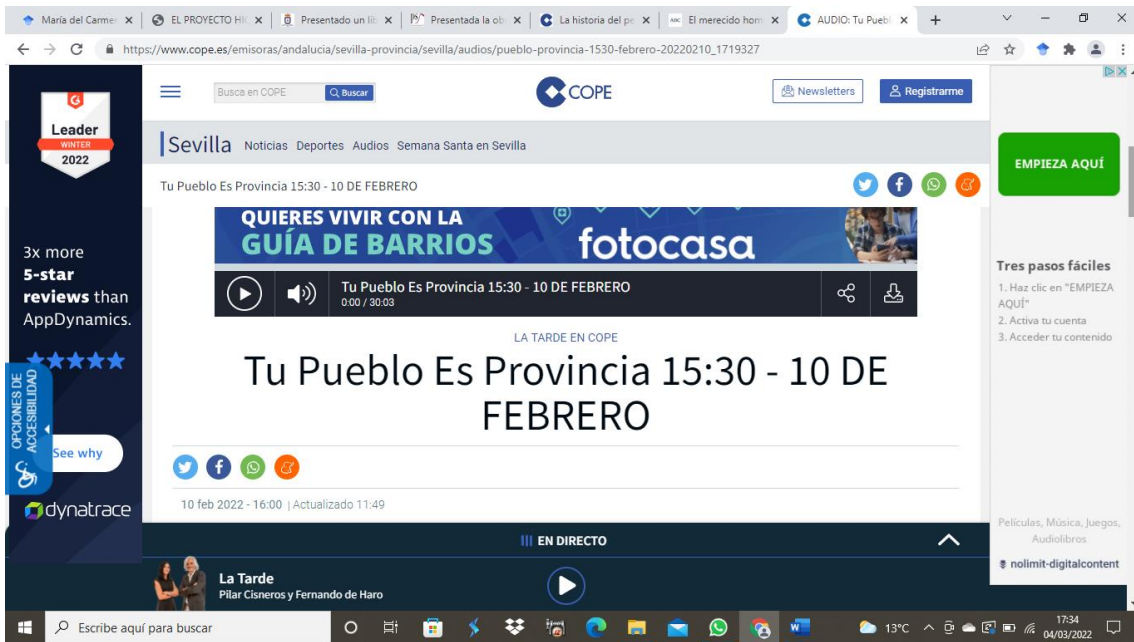 María del Carmer
EL PROYECTO HI
Presentado un li
Presentada la ob
La historia del pe
ABC
El merecido hom
AUDIO: Tu Puebl
https://www.cope.es/emisoras/andalucia/sevilla-provincia/sevilla/audios/pueblo-provincia-1530-febrero-20220210_1719327
Leader
WINTER
2022
3x more
5-star
reviews than
AppDynamics.
OPCIONES DE
ACCESIBILIDAD
See why
dynatrace
Busca en COPE
Buscar
COPE
Newsletters
Registrarme
Sevilla Noticias Deportes Audios Semana Santa en Sevilla
Tu Pueblo Es Provincia 15:30 - 10 DE FEBRERO
QUIERES VIVIR CON LA
GUÍA DE BARRIOS
fotocasa
Tu Pueblo Es Provincia 15:30 - 10 DE FEBRERO
0:00 / 30:03
LA TARDE EN COPE
Tu Pueblo Es Provincia 15:30 - 10 DE
FEBRERO
10 feb 2022 - 16:00 | Actualizado 11:49
EMPIEZA AQUÍ
Tres pasos fáciles
1. Haz clic en "EMPIEZA
AQUÍ"
2. Activa tu cuenta
3. Acceder tu contenido
Películas, Música, Juegos,
Audiolibros
nolimit-digitalcontent
EN DIRECTO
La Tarde
Pilar Cisneros y Fernando de Haro
Escribe aquí para buscar
13°C
17:34
04/03/2022